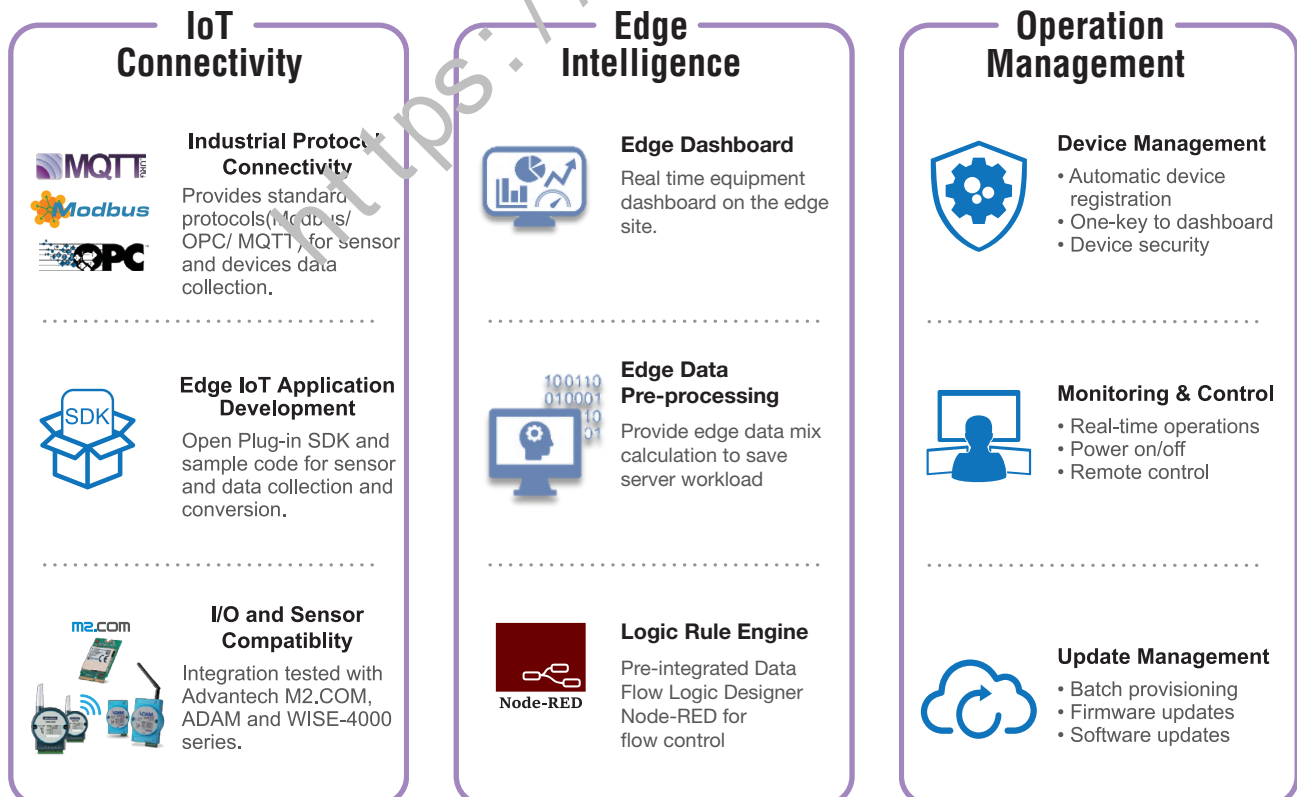 IoT
Connectivity
MQTT
.ORG
Modbus
OPC
Industrial Protocol
Connectivity
Provides standard
protocols(Modbus/
OPC/ MQTT) for sensor
and devices data
collection.
SDK
Edge IoT Application
Development
Open Plug-in SDK and
sample code for sensor
and data collection and
conversion.
m2.com
I/O and Sensor
Compatiblity
Integration tested with
Advantech M2.COM,
ADAM and WISE-4000
series.
Edge
Intelligence
https:/
Edge Dashboard
Real time equipment
dashboard on the edge
site.
100110
010001
10
01
Edge Data
Pre-processing
Provide edge data mix
calculation to save
server workload
Node-RED
Logic Rule Engine
Pre-integrated Data
Flow Logic Designer
Node-RED for
flow control
Operation
Management
Device Management
• Automatic device
registration
• One-key to dashboard
• Device security
Monitoring & Control
• Real-time operations
• Power on/off
• Remote control
Update Management
• Batch provisioning
• Firmware updates
• Software updates